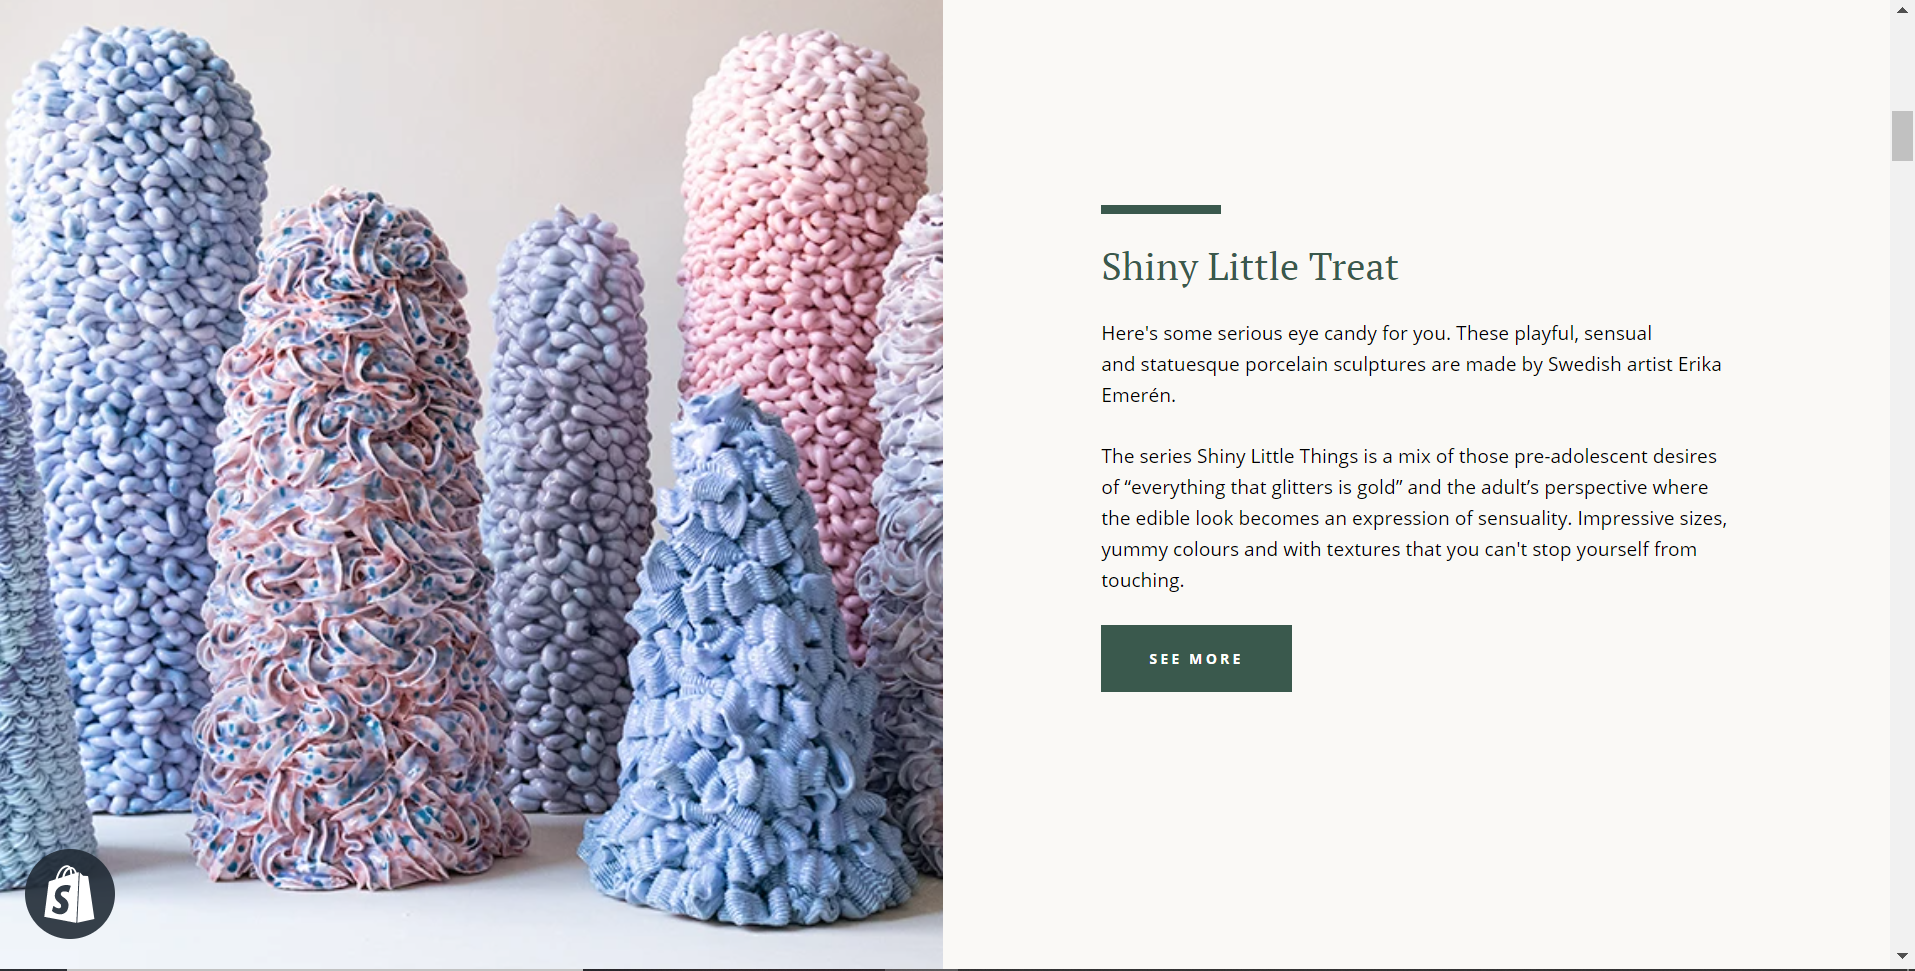 Shiny Little Treat
Here's some serious eye candy for you. These playful, sensual
and statuesque porcelain sculptures are made by Swedish artist Erika
Emerén.
The series Shiny Little Things is a mix of those pre-adolescent desires
of “everything that glitters is gold” and the adult’s perspective where
the edible look becomes an expression of sensuality. Impressive sizes,
yummy colours and with textures that you can't stop yourself from
touching.
SEE MORE
S